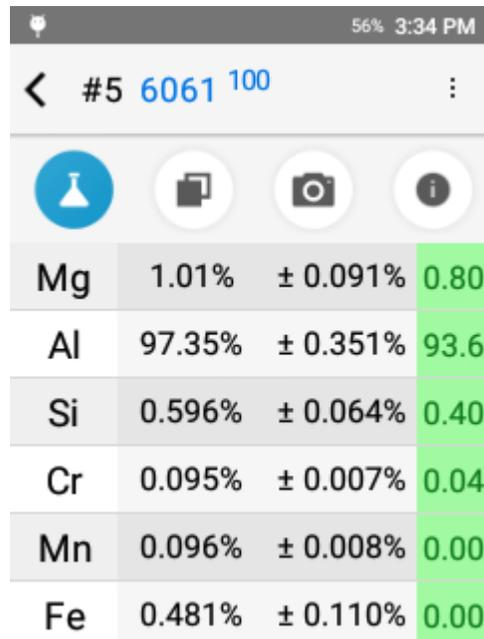 56% 3:34 PM
#5 6061 100
Mg 1.01% ± 0.091% 0.80
Al 97.35% ± 0.351% 93.6
Si 0.596% ± 0.064% 0.40
Cr 0.095% ± 0.007% 0.04
Mn 0.096% ± 0.008% 0.00
Fe 0.481% ± 0.110% 0.00